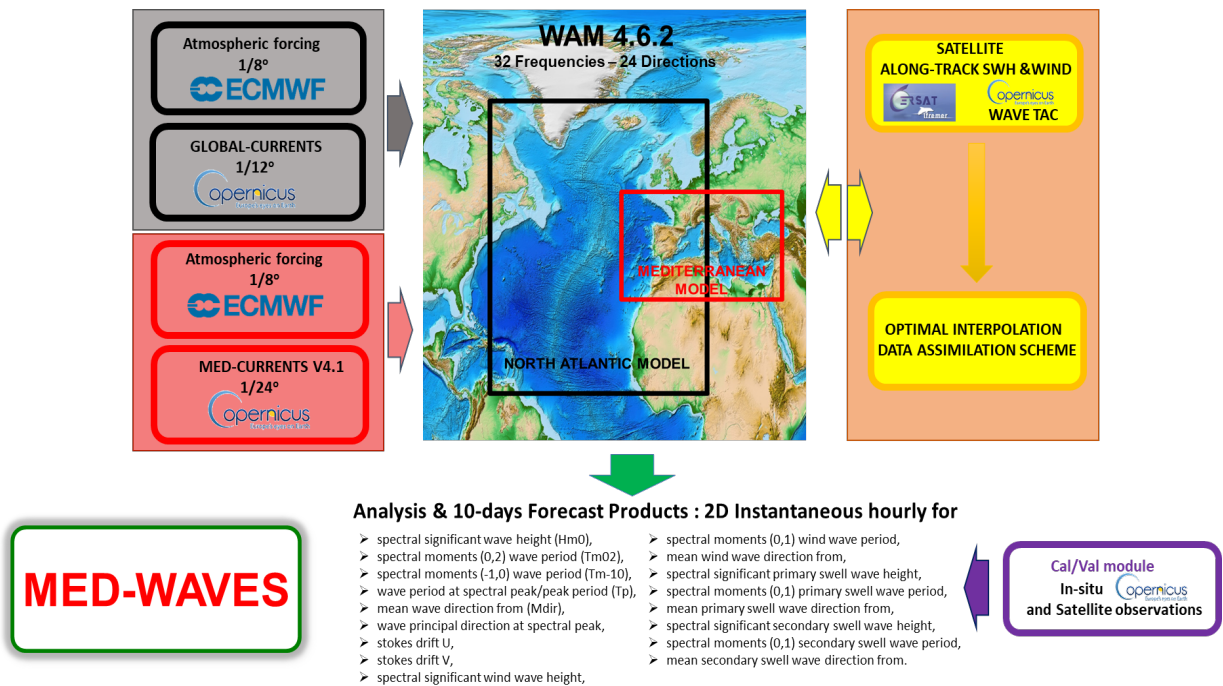 Atmospheric forcing
1/8º
ECMWF
GLOBAL-CURRENTS
1/12º
opernicus
Atmospheric forcing
1/8º
ECMWF
MED-CURRENTS V4.1
1/24º
opernicus
WAM 4.6.2
32 Frequencies – 24 Directions
MEDITERRANEAN
MODEL
NORTH ATLANTIC MODEL
SATELLITE
ALONG-TRACK SWH &WIND
CERSAT
Ifremer
opernicus
WAVE TAC
OPTIMAL INTERPOLATION
DATA ASSIMILATION SCHEME
MED-WAVES
Analysis & 10-days Forecast Products : 2D Instantaneous hourly for
spectral significant wave height (Hm0),
spectral moments (0,2) wave period (Tm02),
spectral moments (-1,0) wave period (Tm-10),
wave period at spectral peak/peak period (Tp),
mean wave direction from (Mdir),
wave principal direction at spectral peak,
stokes drift U,
stokes drift V,
spectral significant wind wave height,
spectral moments (0,1) wind wave period,
mean wind wave direction from,
spectral significant primary swell wave height,
spectral moments (0,1) primary swell wave period,
mean primary swell wave direction from,
spectral significant secondary swell wave height,
spectral moments (0,1) secondary swell wave period,
mean secondary swell wave direction from.
Cal/Val module
In-situ opernicus
and Satellite observations